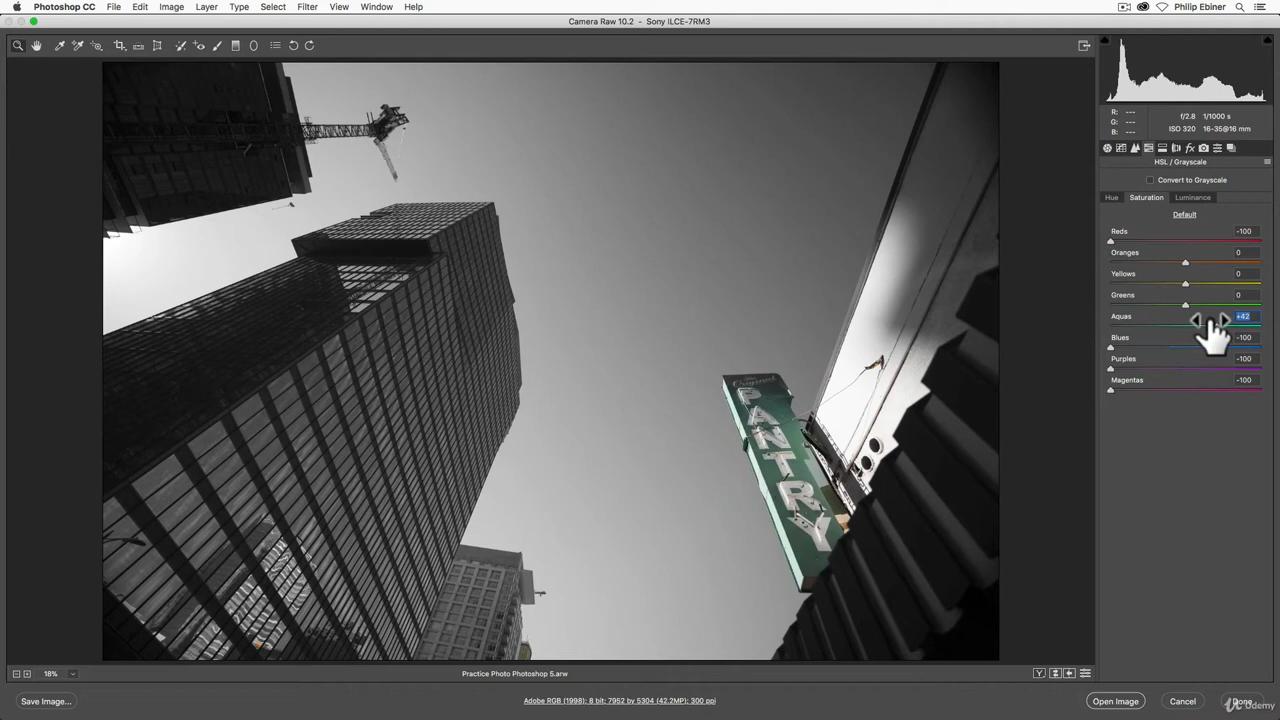 Photoshop CC File Edit Image Layer Type Select Filter View Window Help Philip Ebiner
Camera Raw 10.2 - Sony ILCE-7RM3
R: ---
G: ---
B: ---
f/2.8 1/1000 s
ISO 320 16-35@16 mm
HSL / Grayscale
Convert to Grayscale
Hue Saturation Luminance
Default
Reds -100
Oranges 0
Yellows 0
Greens 0
Aquas +42
Blues -100
Purples -100
Magentas -100
The Original
PANTRY
18%
Practice Photo Photoshop 5.arw
Y
Save Image...
Adobe RGB (1998); 8 bit; 7952 by 5304 (42.2MP); 300 ppi
Open Image Cancel Done
Udemy